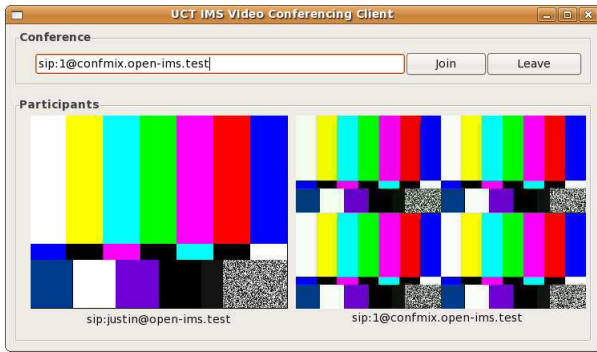 UCT IMS Video Conferencing Client
Conference
sip:1@confmix.open-ims.test
Join
Leave
Participants
sip:justin@open-ims.test
sip:1@confmix.open-ims.test